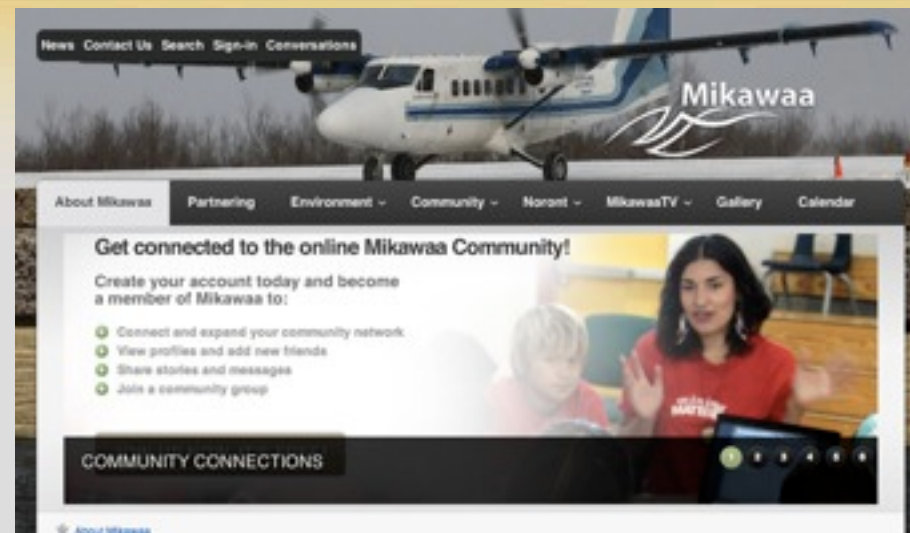 News Contact Us Search Sign-in Conversations
Mikawaa
About Mikawaa Partnering Environment Community Noront MikawaaTV Gallery Calendar
Get connected to the online Mikawaa Community!
Create your account today and become
a member of Mikawaa to:
Connect and expand your community network
View profiles and add new friends
Share stories and messages
Join a community group
COMMUNITY CONNECTIONS
1 2 3 4 5 6
About Mikawaa